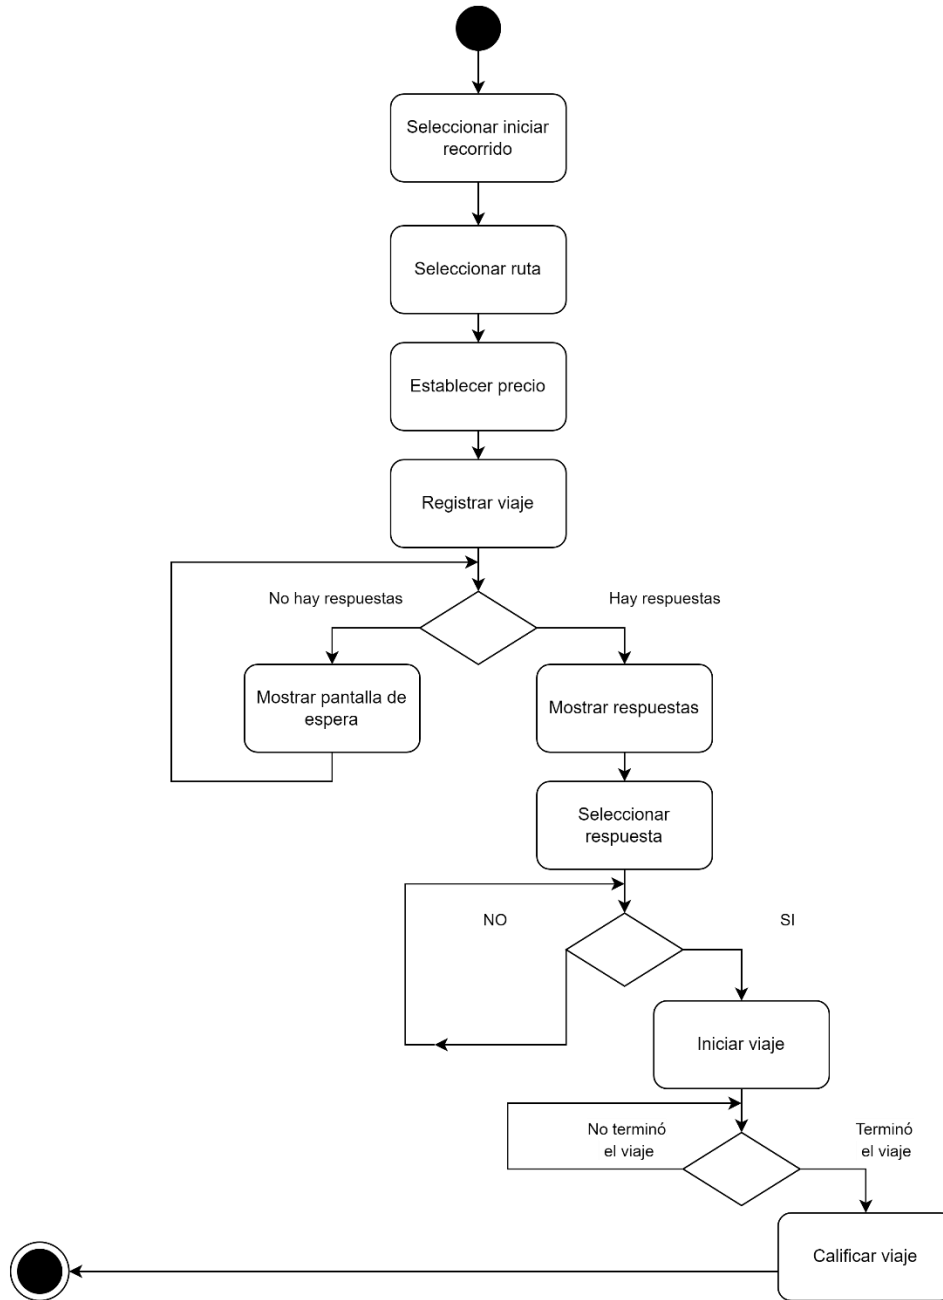 Seleccionar iniciar
recorrido
Seleccionar ruta
Establecer precio
Registrar viaje
No hay respuestas
Hay respuestas
Mostrar pantalla de
espera
Mostrar respuestas
Seleccionar
respuesta
NO
SI
Iniciar viaje
No terminó
el viaje
Terminó
el viaje
Calificar viaje